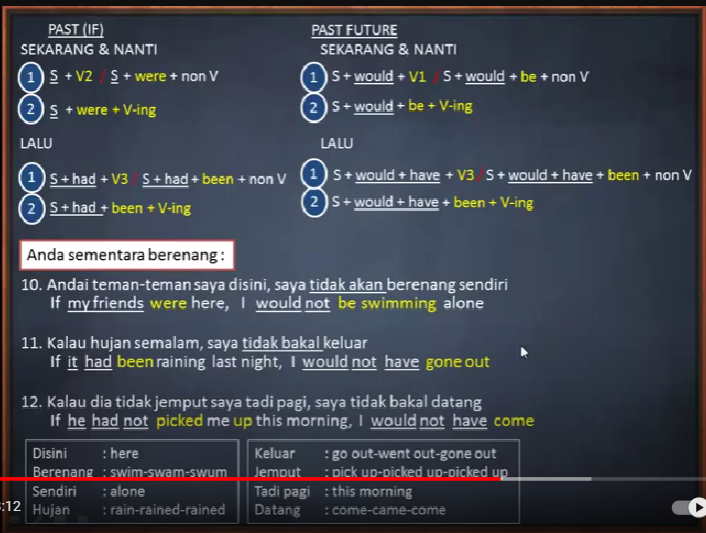 PAST (IF)
SEKARANG & NANTI
1 S + V2 / S + were + non V
2 S + were + V-ing
LALU
1 S + had + V3 / S + had + been + non V
2 S + had + been + V-ing
PAST FUTURE
SEKARANG & NANTI
1 S + would + V1 / S + would + be + non V
2 S + would + be + V-ing
LALU
1 S + would + have + V3 / S + would + have + been + non V
2 S + would + have + been + V-ing
Anda sementara berenang :
10. Andai teman-teman saya disini, saya tidak akan berenang sendiri
If my friends were here, I would not be swimming alone
11. Kalau hujan semalam, saya tidak bakal keluar
If it had been raining last night, I would not have gone out
12. Kalau dia tidak jemput saya tadi pagi, saya tidak bakal datang
If he had not picked me up this morning, I would not have come
Disini : here
Berenang : swim-swam-swum
Sendiri : alone
Hujan : rain-rained-rained
Keluar : go out-went out-gone out
Jemput : pick up-picked up-picked up
Tadi pagi : this morning
Datang : come-came-come
:12